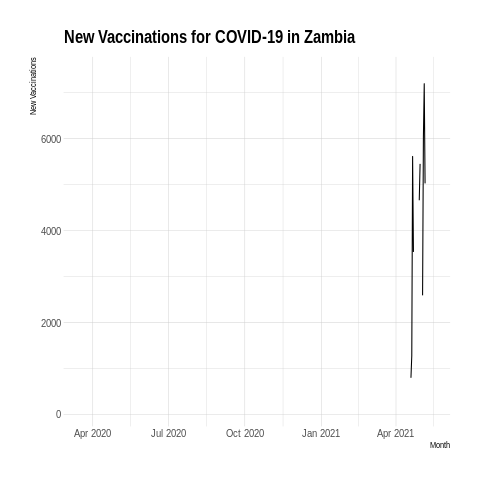 New Vaccinations for COVID-19 in Zambia
New Vaccinations
6000
4000
2000
0
Apr 2020 Jul 2020 Oct 2020 Jan 2021 Apr 2021
Month